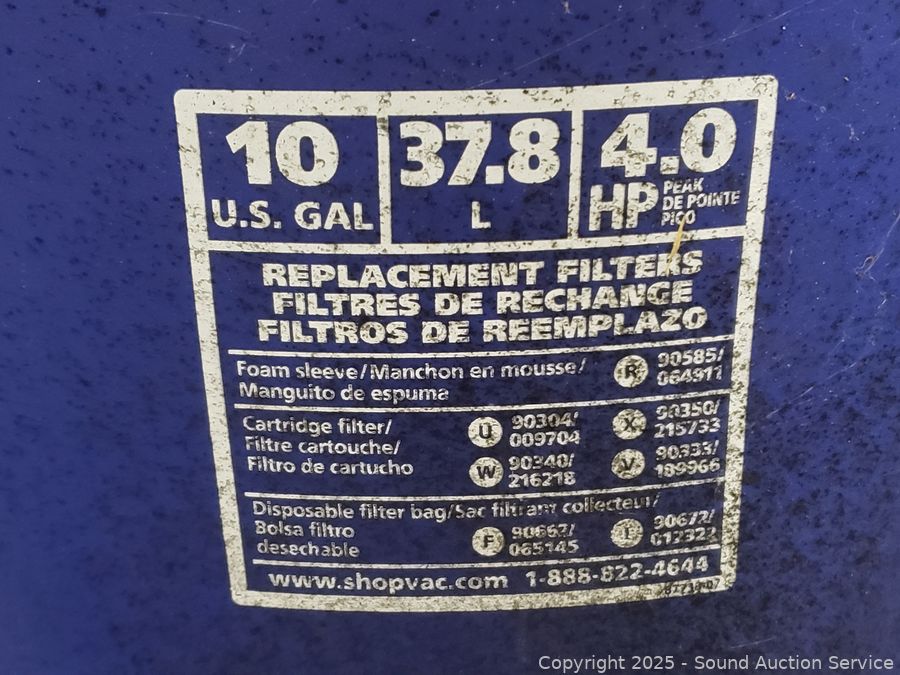 10
U.S. GAL
37.8
L
4.0
HP PEAK
DE POINTE
PICO
REPLACEMENT FILTERS
FILTRES DE RECHANGE
FILTROS DE REEMPLAZO
Foam sleeve/Manchon en mousse/
Manguito de espuma
R 90585/
064911
Cartridge filter/
Filtre cartouche/
Filtro de cartucho
U 90304/
009704
X 90350/
215733
W 90340/
216218
V 90333/
189966
Disposable filter bag/Sac filtrant collecteur/
Bolsa filtro
desechable
F 90662/
065145
I 90672/
012322
www.shopvac.com 1-888-822-4644
Copyright © 2025 - Sound Auction Service